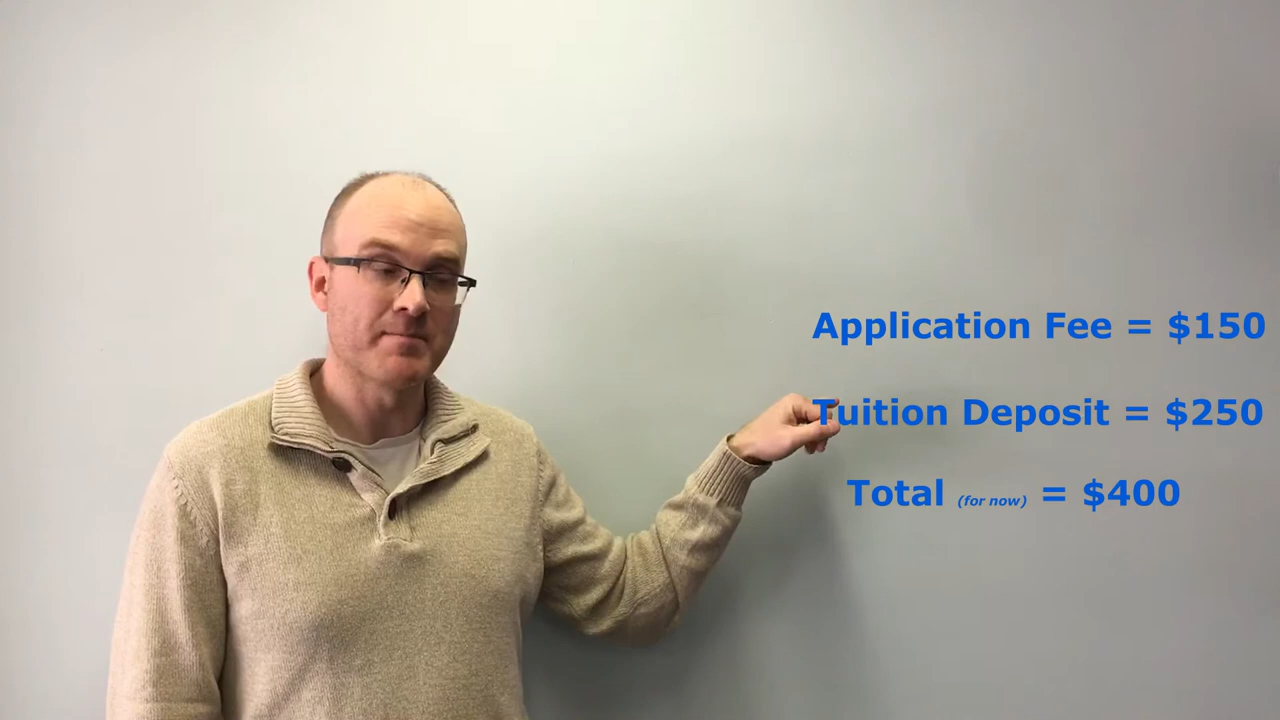 Application Fee = $150
Tuition Deposit = $250
Total (for now) = $400